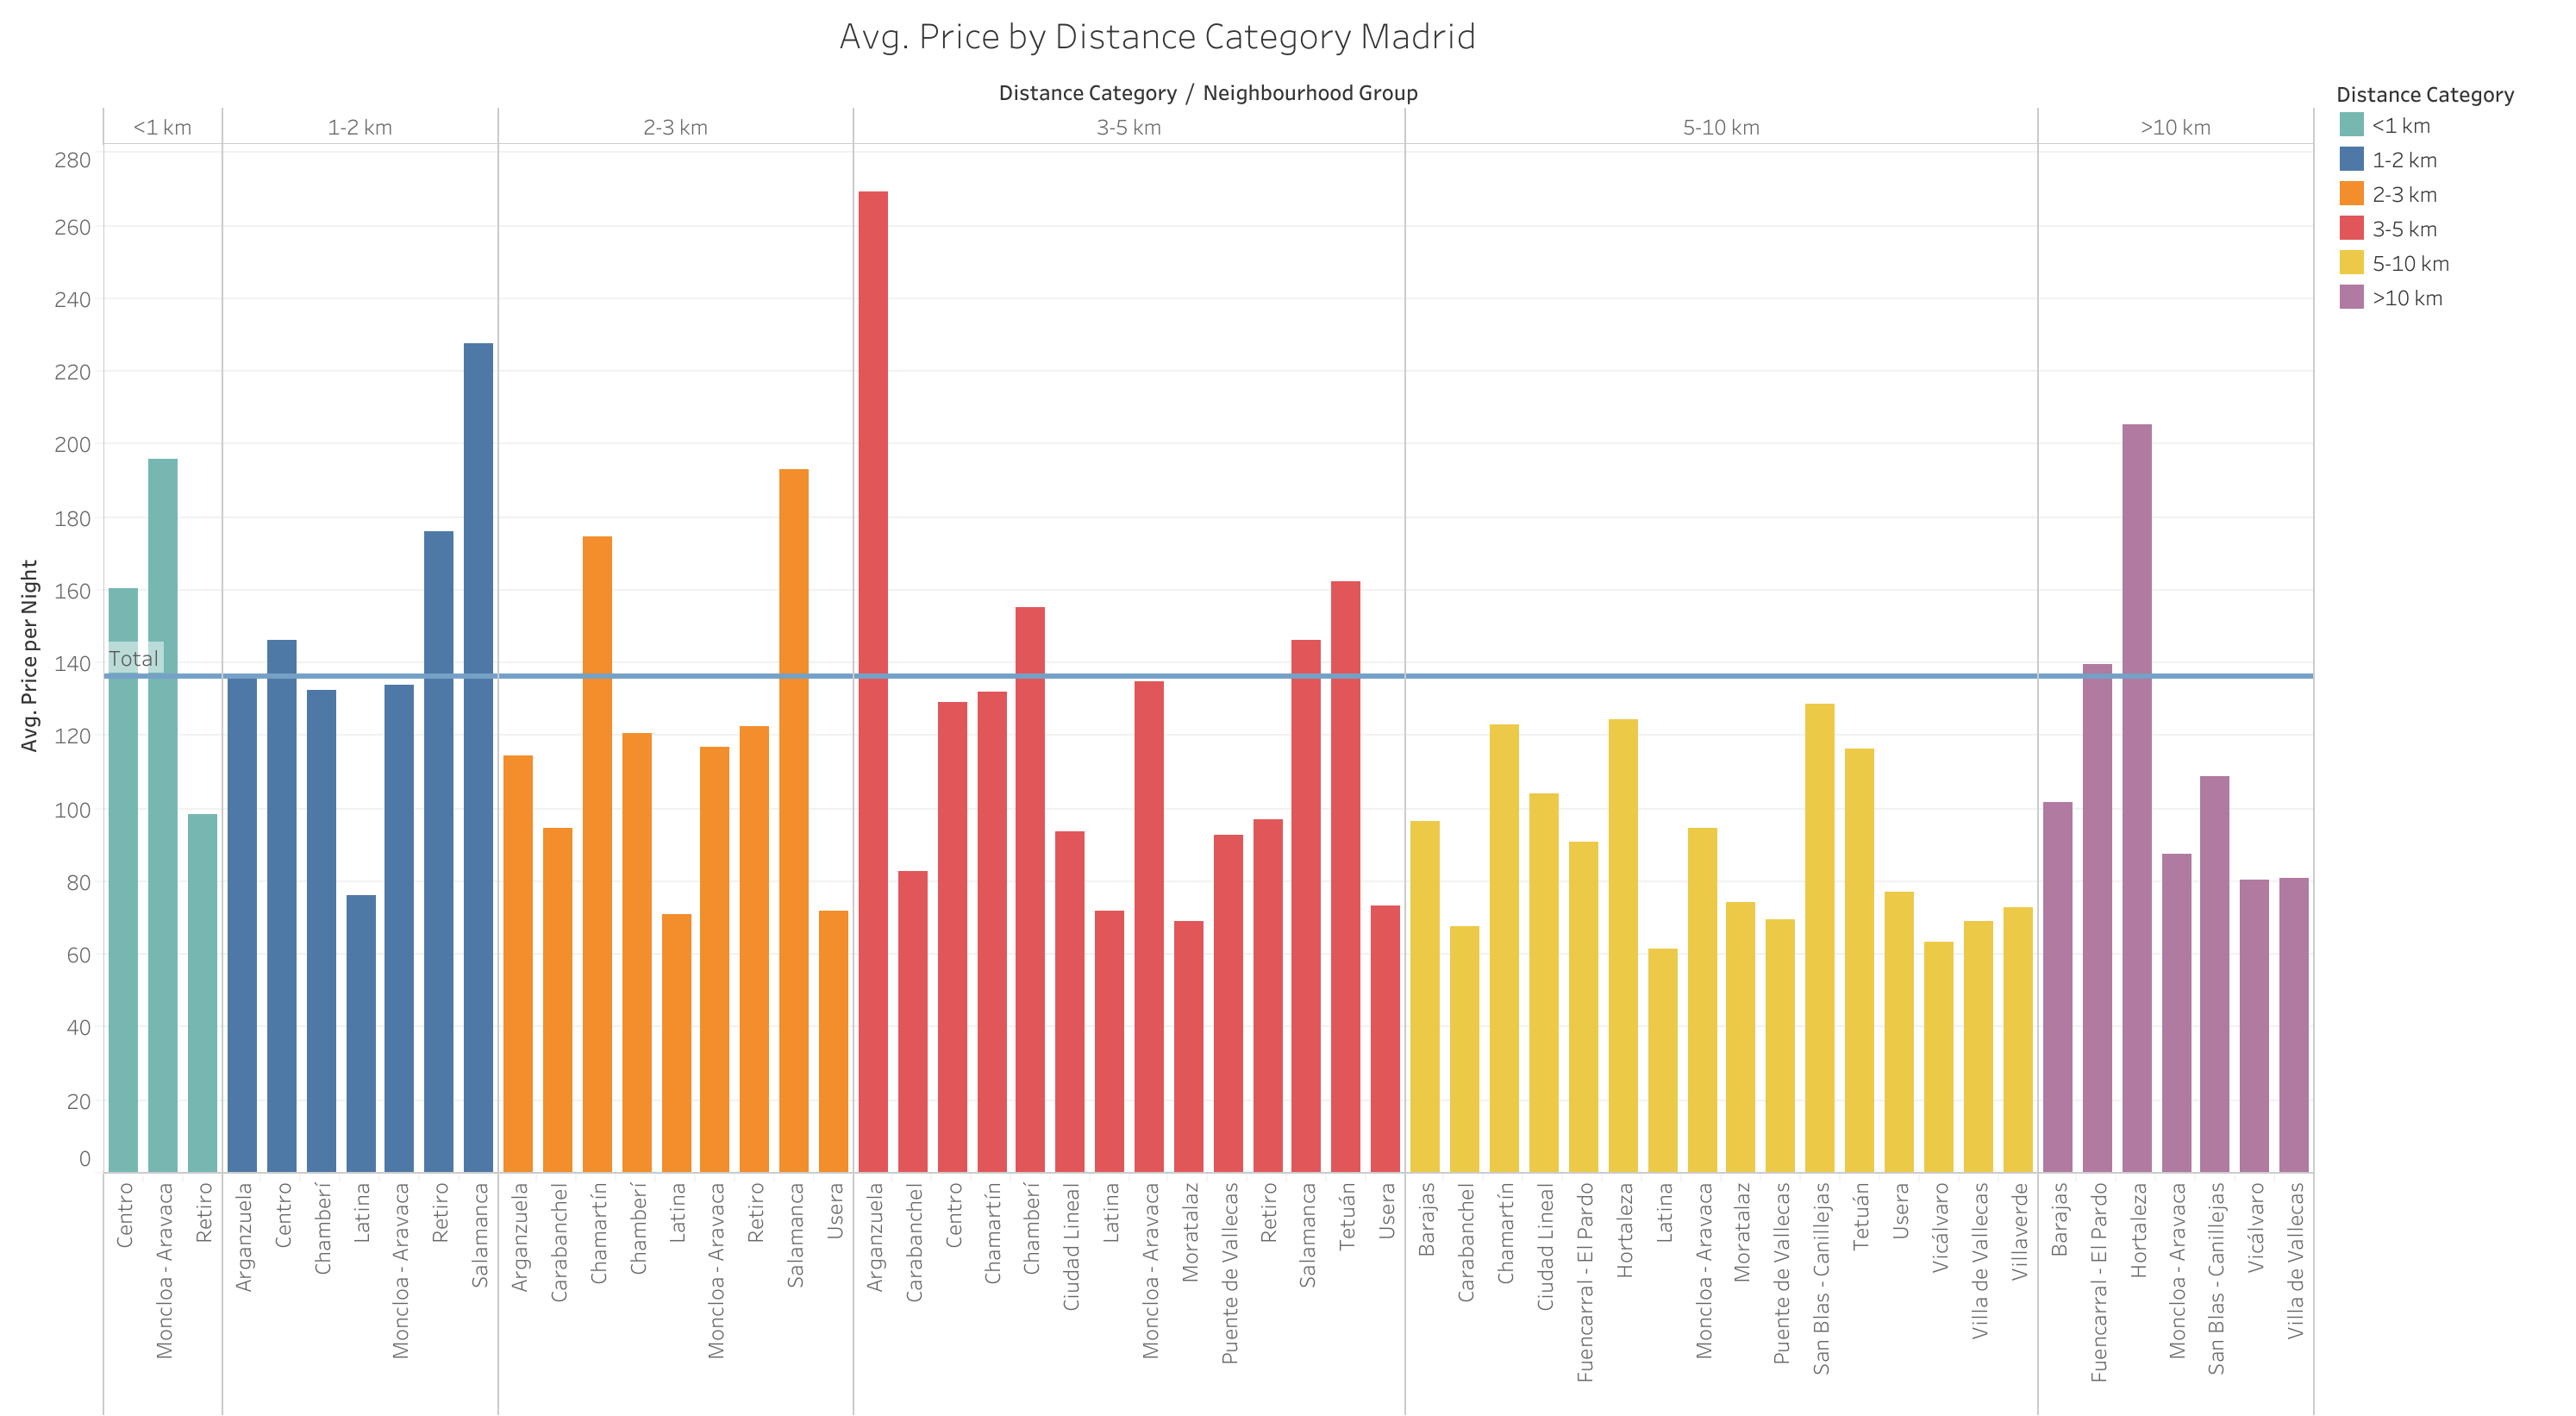 Avg. Price by Distance Category Madrid
Distance Category / Neighbourhood Group
<1 km
1-2 km
2-3 km
3-5 km
5-10 km
>10 km
Distance Category
<1 km
1-2 km
2-3 km
3-5 km
5-10 km
>10 km
Avg. Price per Night
280
260
240
220
200
180
160
140
120
100
80
60
40
20
0
Total
Centro
Moncloa - Aravaca
Retiro
Arganzuela
Centro
Chamberí
Latina
Moncloa - Aravaca
Retiro
Salamanca
Arganzuela
Carabanchel
Chamartín
Chamberí
Latina
Moncloa - Aravaca
Retiro
Salamanca
Usera
Arganzuela
Carabanchel
Centro
Chamartín
Chamberí
Ciudad Lineal
Latina
Moncloa - Aravaca
Moratalaz
Puente de Vallecas
Retiro
Salamanca
Tetuán
Usera
Barajas
Carabanchel
Chamartín
Ciudad Lineal
Fuencarral - El Pardo
Hortaleza
Latina
Moncloa - Aravaca
Moratalaz
Puente de Vallecas
San Blas - Canillejas
Tetuán
Usera
Vicálvaro
Villa de Vallecas
Villaverde
Barajas
Fuencarral - El Pardo
Hortaleza
Moncloa - Aravaca
San Blas - Canillejas
Vicálvaro
Villa de Vallecas